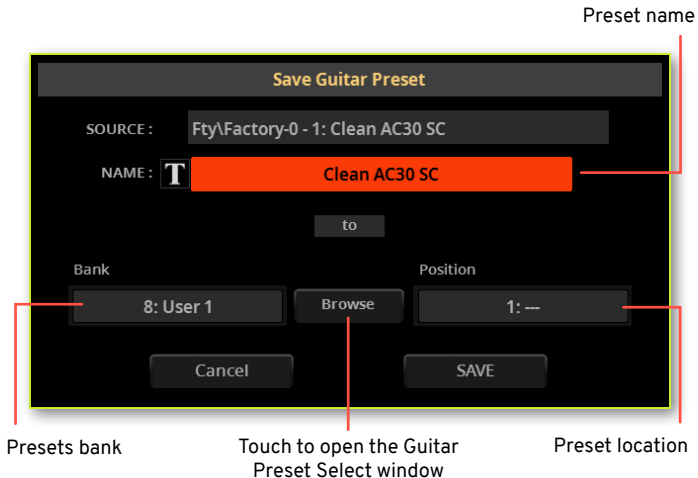 Preset name
Save Guitar Preset
SOURCE :
Fty\Factory-0 - 1: Clean AC30 SC
NAME :
T
Clean AC30 SC
to
Bank
Position
8: User 1
Browse
1: ---
Cancel
SAVE
Presets bank
Touch to open the Guitar
Preset Select window
Preset location